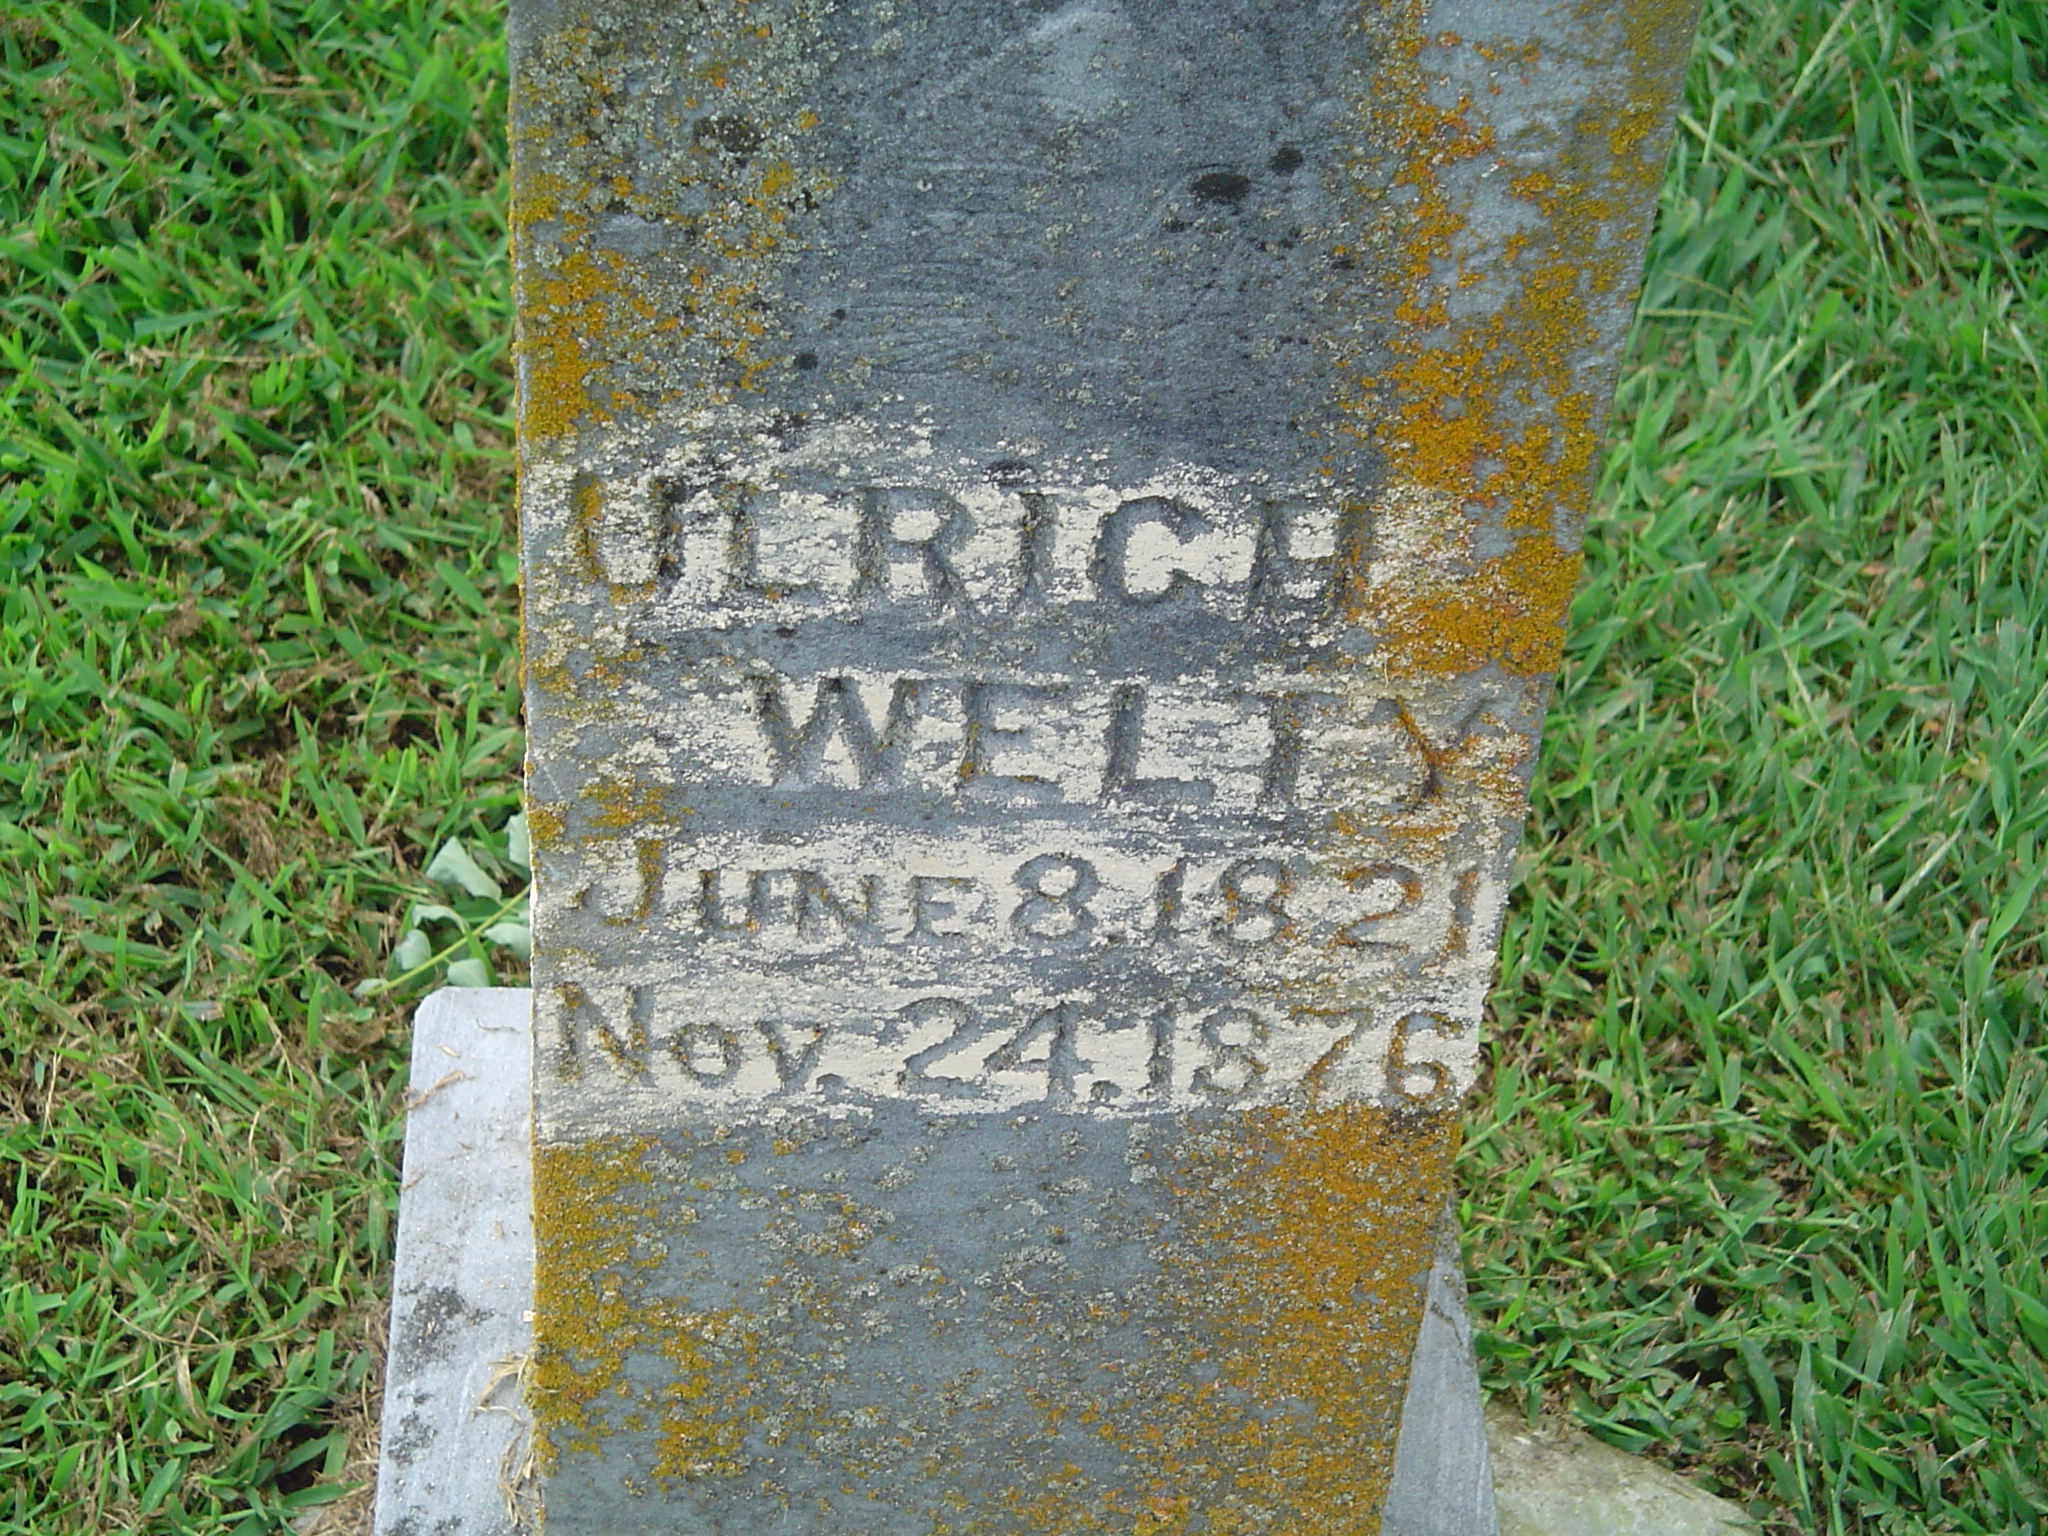 ULRiCH
WELTY
JUNE 8, 1821
NOV. 24, 1876